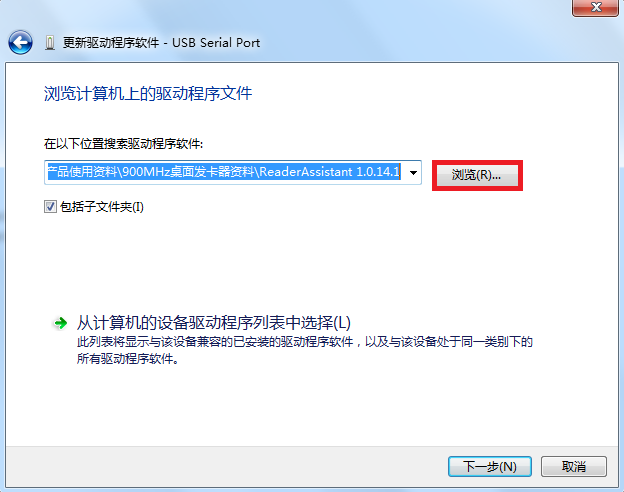 更新驱动程序软件 - USB Serial Port
浏览计算机上的驱动程序文件
在以下位置搜索驱动程序软件:
产品使用资料\900MHz桌面发卡器资料\ReaderAssistant 1.0.14.1
浏览(R)...
包括子文件夹(I)
从计算机的设备驱动程序列表中选择(L)
此列表将显示与该设备兼容的已安装的驱动程序软件，以及与该设备处于同一类别下的
所有驱动程序软件。
下一步(N)
取消